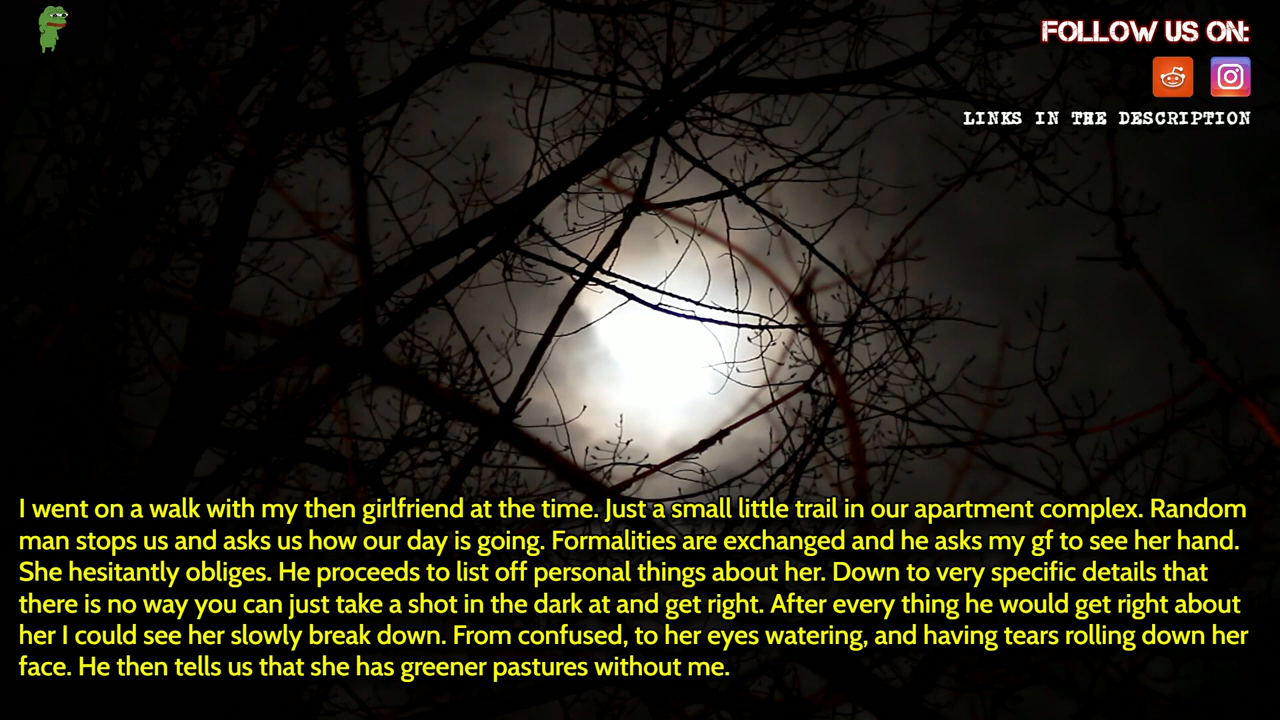 FOLLOW US ON:
LINKS IN THE DESCRIPTION
I went on a walk with my then girlfriend at the time. Just a small little trail in our apartment complex. Random
man stops us and asks us how our day is going. Formalities are exchanged and he asks my gf to see her hand.
She hesitantly obliges. He proceeds to list off personal things about her. Down to very specific details that
there is no way you can just take a shot in the dark at and get right. After every thing he would get right about
her I could see her slowly break down. From confused, to her eyes watering, and having tears rolling down her
face. He then tells us that she has greener pastures without me.